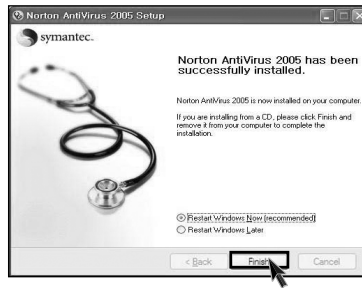 Norton AntiVirus 2005 Setup
symantec.
Norton AntiVirus 2005 has been
successfully installed.
Norton AntiVirus 2005 is now installed on your computer.
If you are installing from a CD, please click Finish and
remove it from your computer to complete the
installation.
Restart Windows Now (recommended)
Restart Windows Later
< Back Finish Cancel